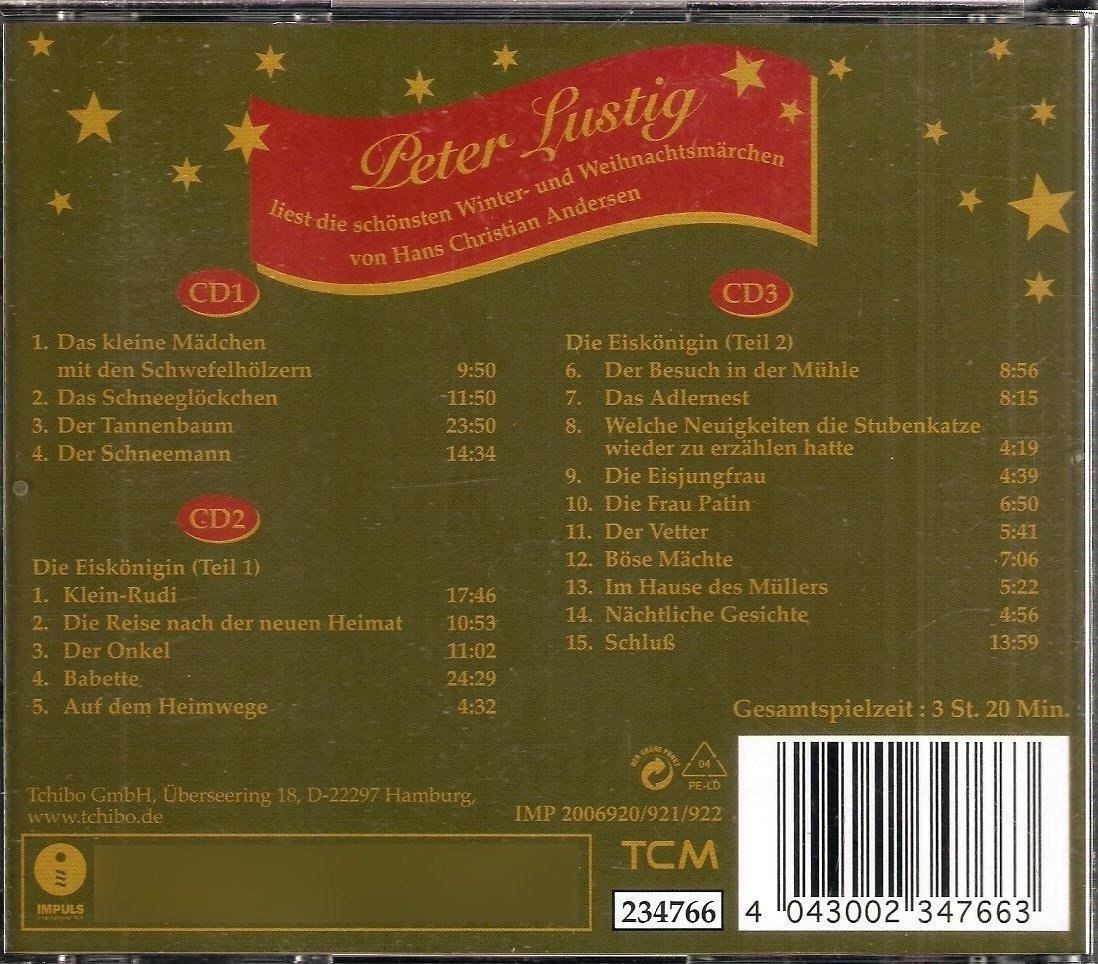 Peter Lustig
liest die schönsten Winter- und Weihnachtsmärchen
von Hans Christian Andersen
CD1
1. Das kleine Mädchen
mit den Schwefelhölzern 9:50
2. Das Schneeglöckchen 11:50
3. Der Tannenbaum 23:50
4. Der Schneemann 14:34
CD2
Die Eiskönigin (Teil 1)
1. Klein-Rudi 17:46
2. Die Reise nach der neuen Heimat 10:53
3. Der Onkel 11:02
4. Babette 24:29
5. Auf dem Heimwege 4:32
CD3
Die Eiskönigin (Teil 2)
6. Der Besuch in der Mühle 8:56
7. Das Adlernest 8:15
8. Welche Neuigkeiten die Stubenkatze
wieder zu erzählen hatte 4:19
9. Die Eisjungfrau 4:39
10. Die Frau Patin 6:50
11. Der Vetter 5:41
12. Böse Mächte 7:06
13. Im Hause des Müllers 5:22
14. Nächtliche Gesichte 4:56
15. Schluß 13:59
Gesamtspielzeit : 3 St. 20 Min.
Tchibo GmbH, Überseering 18, D-22297 Hamburg,
www.tchibo.de
DER GRÜNE PUNKT
04
PE-LD
IMP 2006920/921/922
TCM
234766
IMPULS
4 043002 347663